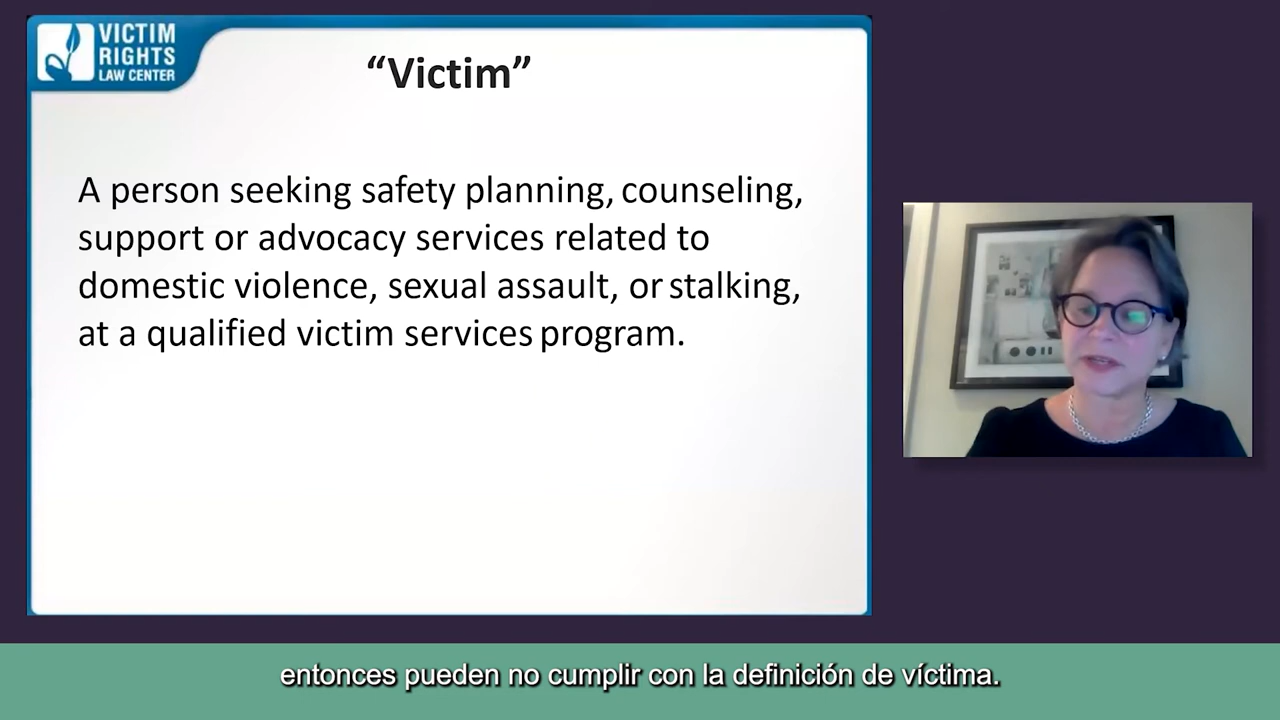 VICTIM
RIGHTS
LAW CENTER
“Victim”
A person seeking safety planning, counseling,
support or advocacy services related to
domestic violence, sexual assault, or stalking,
at a qualified victim services program.
entonces pueden no cumplir con la definición de víctima.